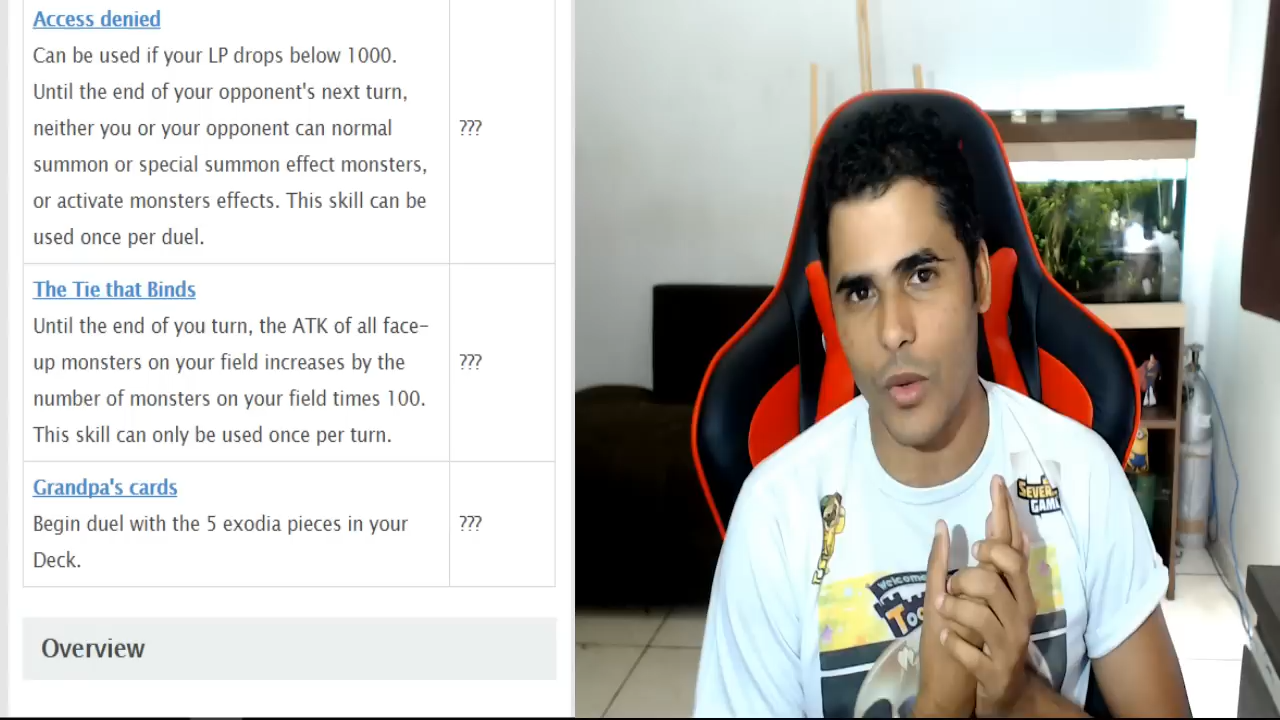 Access denied
Can be used if your LP drops below 1000.
Until the end of your opponent's next turn,
neither you or your opponent can normal
summon or special summon effect monsters,
or activate monsters effects. This skill can be
used once per duel.
???
The Tie that Binds
Until the end of you turn, the ATK of all face-
up monsters on your field increases by the
number of monsters on your field times 100.
This skill can only be used once per turn.
???
Grandpa's cards
Begin duel with the 5 exodia pieces in your
Deck.
???
Overview
Welcome